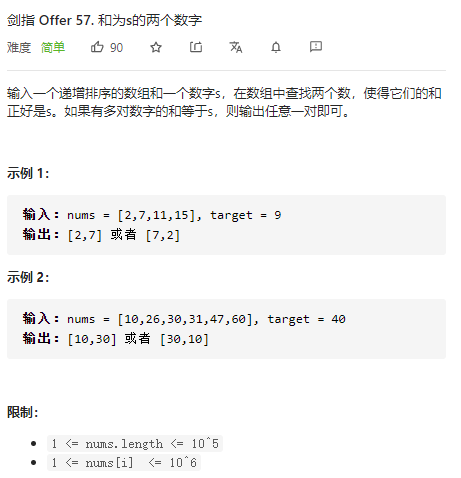 剑指 Offer 57. 和为s的两个数字
难度 简单 90
输入一个递增排序的数组和一个数字s，在数组中查找两个数，使得它们的和
正好是s。如果有多对数字的和等于s，则输出任意一对即可。
示例 1：
输入：nums = [2,7,11,15], target = 9
输出：[2,7] 或者 [7,2]
示例 2：
输入：nums = [10,26,30,31,47,60], target = 40
输出：[10,30] 或者 [30,10]
限制：
1 <= nums.length <= 10^5
1 <= nums[i]  <= 10^6